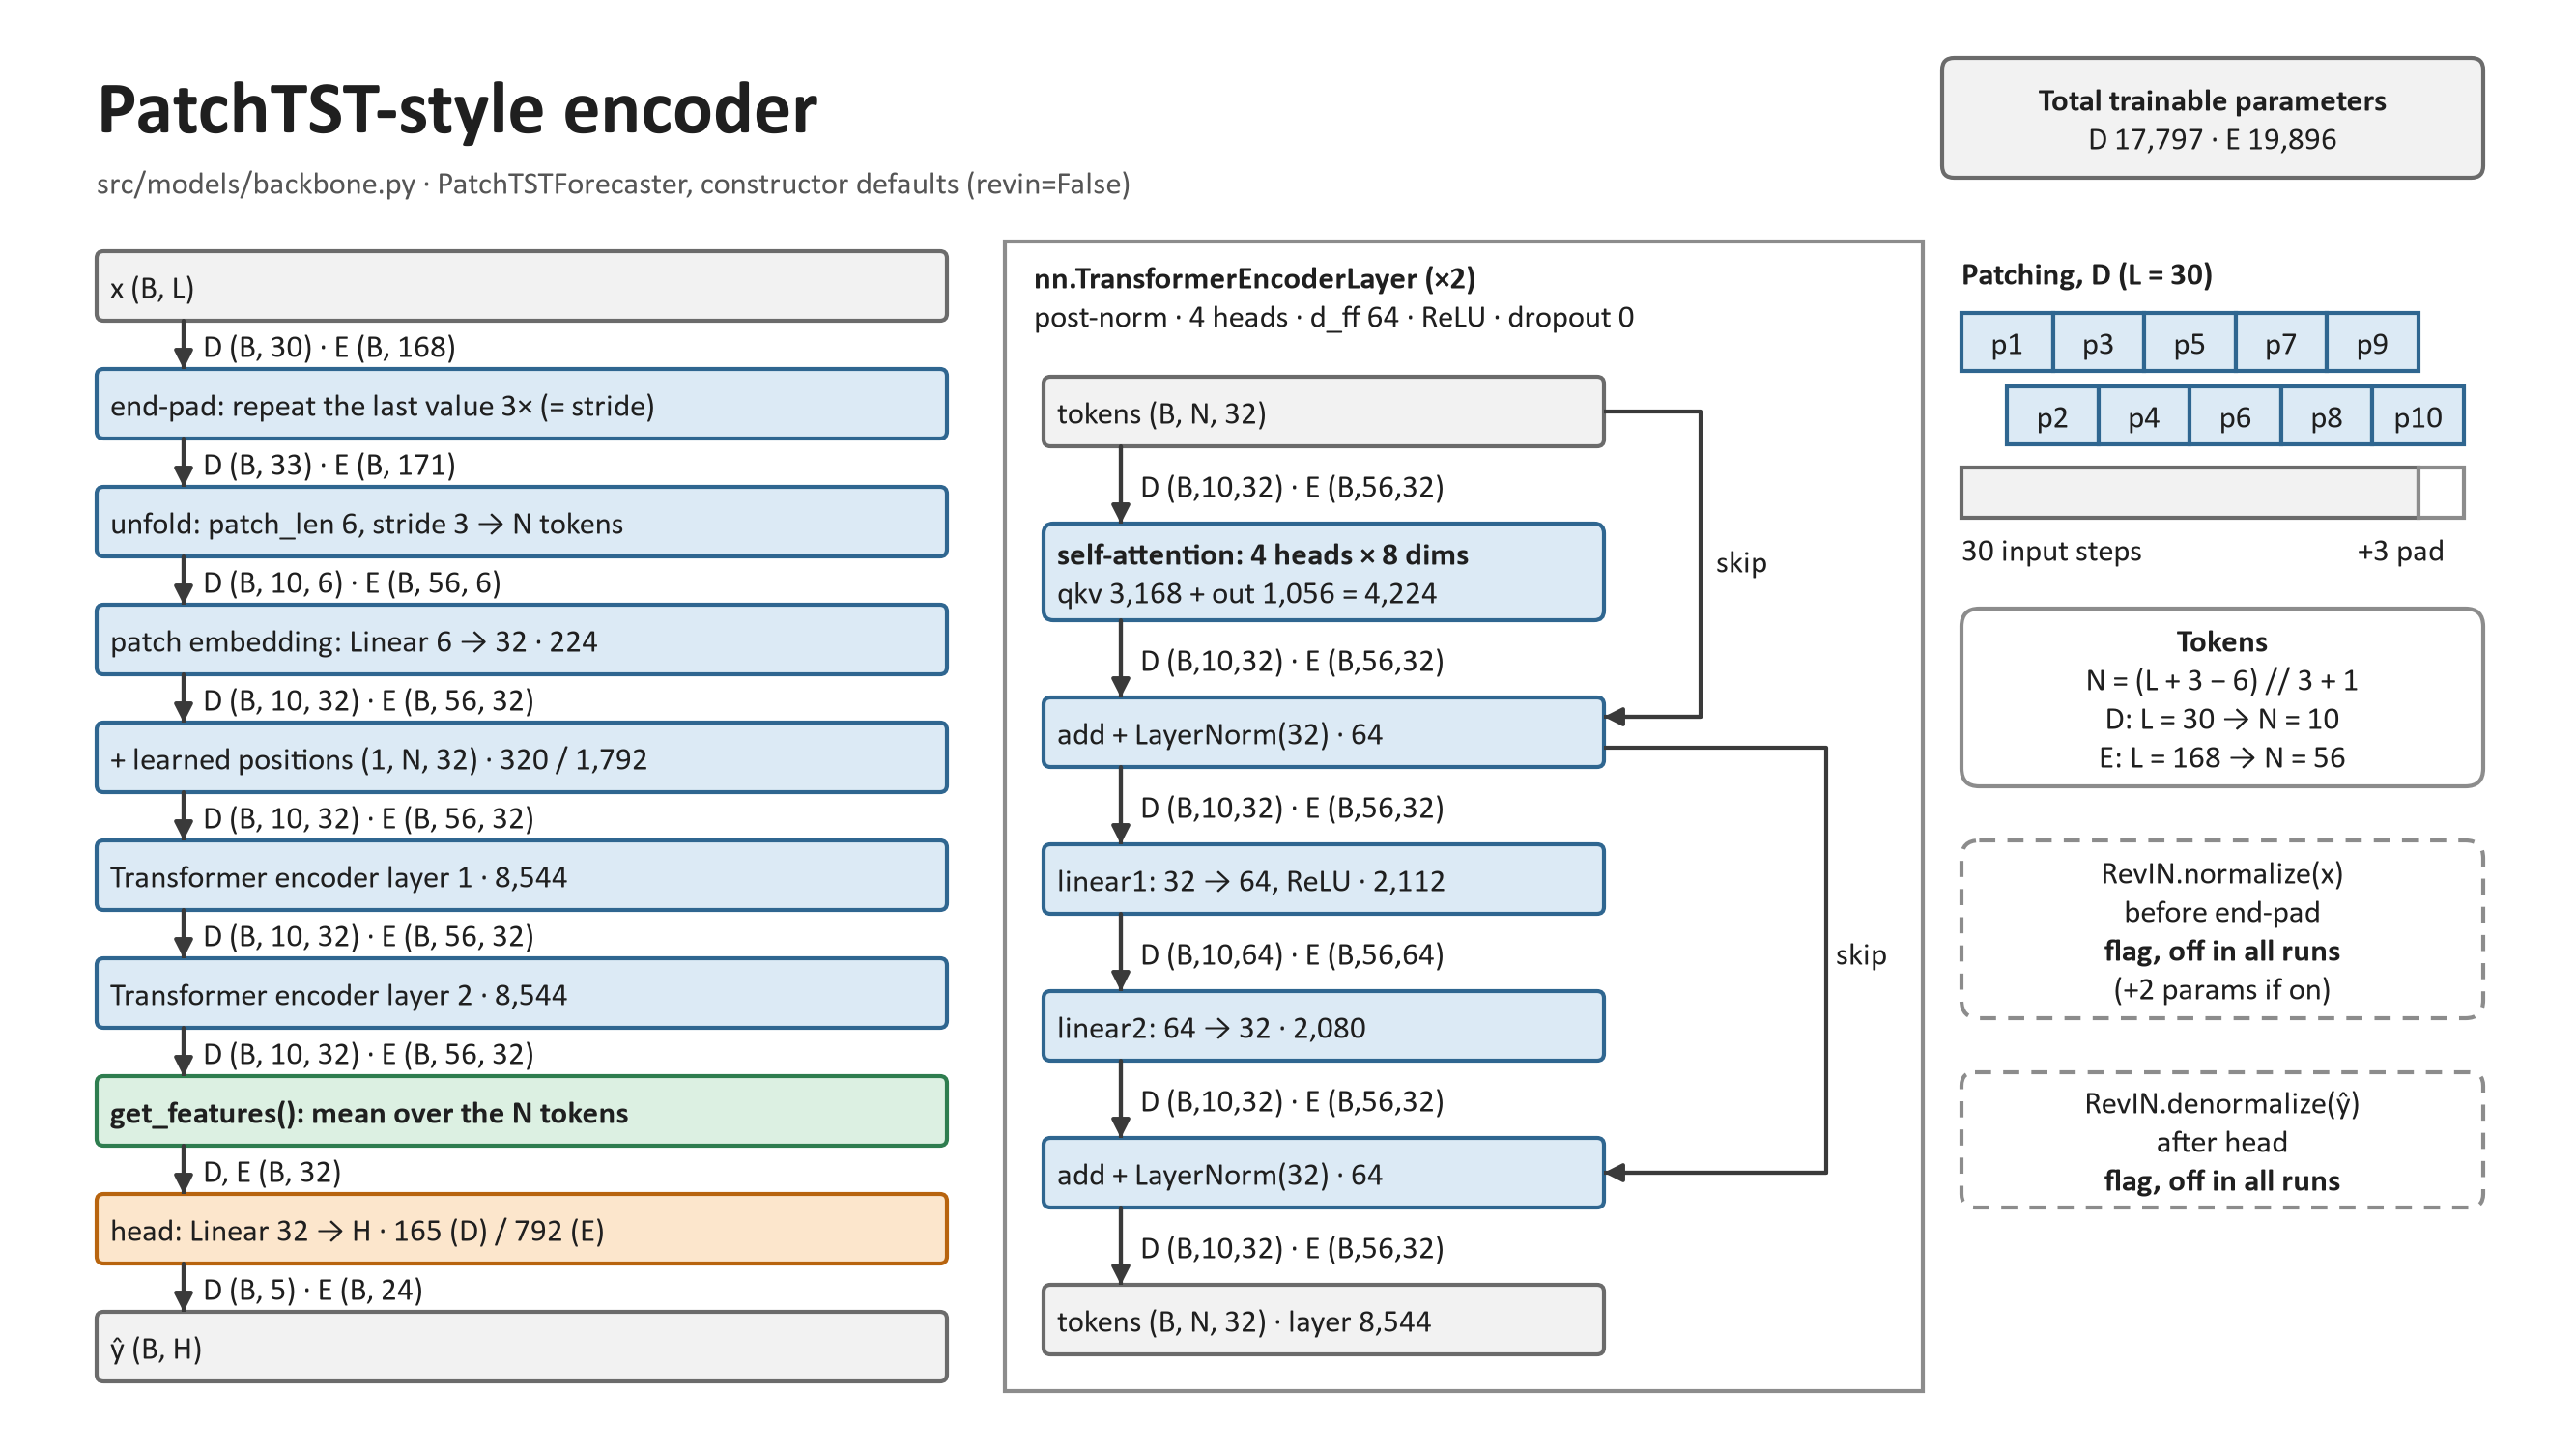 PatchTST-style encoder
src/models/backbone.py · PatchTSTForecaster, constructor defaults (revin=False)
Total trainable parameters
D 17,797 · E 19,896
x (B, L)
D (B, 30) · E (B, 168)
end-pad: repeat the last value 3× (= stride)
D (B, 33) · E (B, 171)
unfold: patch_len 6, stride 3 → N tokens
D (B, 10, 6) · E (B, 56, 6)
patch embedding: Linear 6 → 32 · 224
D (B, 10, 32) · E (B, 56, 32)
+ learned positions (1, N, 32) · 320 / 1,792
D (B, 10, 32) · E (B, 56, 32)
Transformer encoder layer 1 · 8,544
D (B, 10, 32) · E (B, 56, 32)
Transformer encoder layer 2 · 8,544
D (B, 10, 32) · E (B, 56, 32)
get_features(): mean over the N tokens
D, E (B, 32)
head: Linear 32 → H · 165 (D) / 792 (E)
D (B, 5) · E (B, 24)
ŷ (B, H)
nn.TransformerEncoderLayer (×2)
post-norm · 4 heads · d_ff 64 · ReLU · dropout 0
tokens (B, N, 32)
D (B,10,32) · E (B,56,32)
self-attention: 4 heads × 8 dims
qkv 3,168 + out 1,056 = 4,224
skip
D (B,10,32) · E (B,56,32)
add + LayerNorm(32) · 64
D (B,10,32) · E (B,56,32)
linear1: 32 → 64, ReLU · 2,112
D (B,10,64) · E (B,56,64)
skip
linear2: 64 → 32 · 2,080
D (B,10,32) · E (B,56,32)
add + LayerNorm(32) · 64
D (B,10,32) · E (B,56,32)
tokens (B, N, 32) · layer 8,544
Patching, D (L = 30)
p1 p3 p5 p7 p9
p2 p4 p6 p8 p10
30 input steps +3 pad
Tokens
N = (L + 3 − 6) // 3 + 1
D: L = 30 → N = 10
E: L = 168 → N = 56
RevIN.normalize(x)
before end-pad
flag, off in all runs
(+2 params if on)
RevIN.denormalize(ŷ)
after head
flag, off in all runs